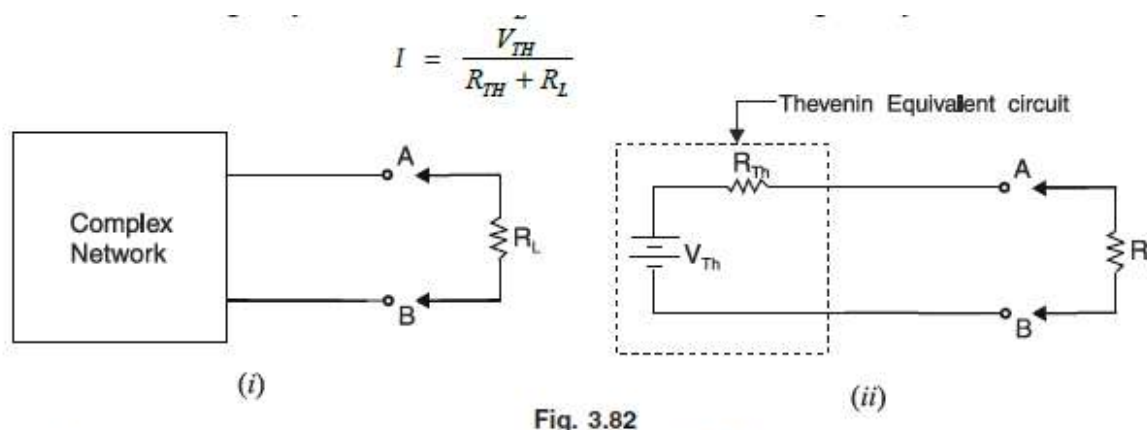 I = V_TH / R_TH + R_L
Thevenin Equivalent circuit
Complex
Network
A
R_L
B
R_Th
V_Th
A
R
B
(i)
(ii)
Fig. 3.82